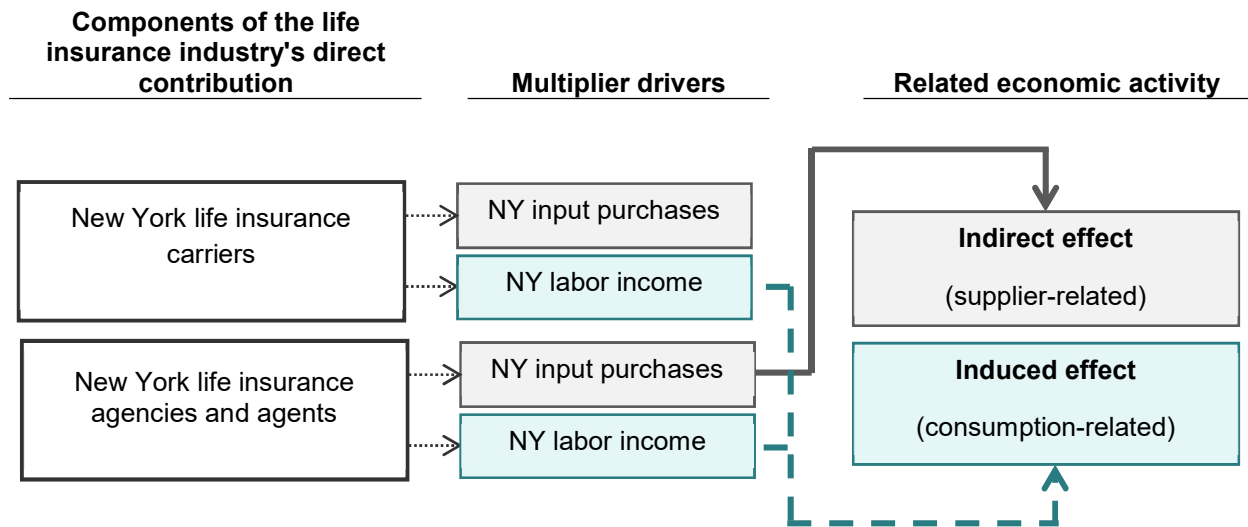 Components of the life
insurance industry's direct
contribution
Multiplier drivers
Related economic activity
New York life insurance
carriers
NY input purchases
NY labor income
New York life insurance
agencies and agents
NY input purchases
NY labor income
Indirect effect
(supplier-related)
Induced effect
(consumption-related)